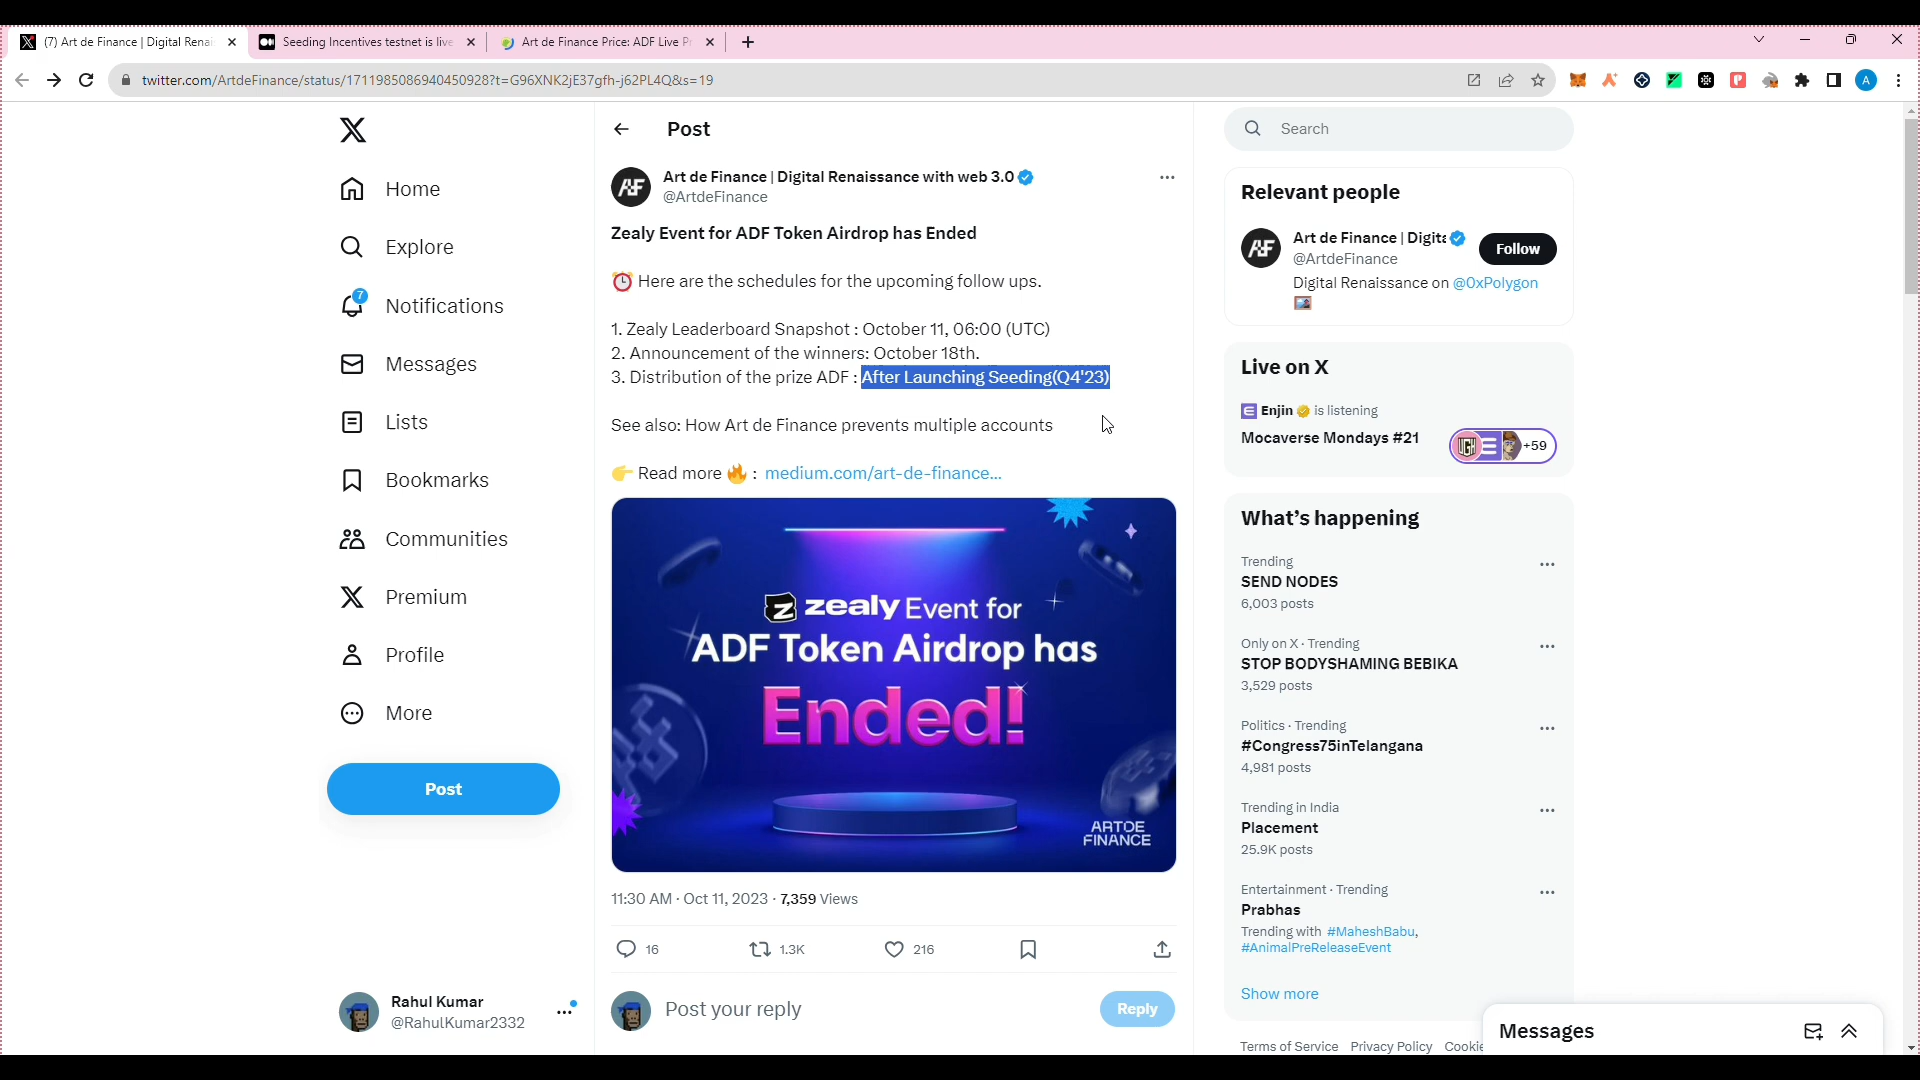 (7) Art de Finance | Digital Renai
Seeding Incentives testnet is live
Art de Finance Price: ADF Live Pr
twitter.com/ArtdeFinance/status/1711985086940450928?t=G96XNK2jE37gfh-j62PL4Q&s=19
A
Home
Explore
7
Notifications
Messages
Lists
Bookmarks
Communities
Premium
Profile
More
Post
Rahul Kumar
@RahulKumar2332
Post
Art de Finance | Digital Renaissance with web 3.0
@ArtdeFinance
Zealy Event for ADF Token Airdrop has Ended
⏰ Here are the schedules for the upcoming follow ups.
1. Zealy Leaderboard Snapshot : October 11, 06:00 (UTC)
2. Announcement of the winners: October 18th.
3. Distribution of the prize ADF : After Launching Seeding(Q4'23)
See also: How Art de Finance prevents multiple accounts
👉 Read more 🔥 : medium.com/art-de-finance...
zealy Event for
ADF Token Airdrop has
Ended!
ARTDE
FINANCE
11:30 AM · Oct 11, 2023 · 7,359 Views
16
1.3K
216
Post your reply
Reply
Search
Relevant people
Art de Finance | Digita
@ArtdeFinance
Follow
Digital Renaissance on @0xPolygon
Live on X
Enjin is listening
Mocaverse Mondays #21
+59
What's happening
Trending
SEND NODES
6,003 posts
Only on X · Trending
STOP BODYSHAMING BEBIKA
3,529 posts
Politics · Trending
#Congress75inTelangana
4,981 posts
Trending in India
Placement
25.9K posts
Entertainment · Trending
Prabhas
Trending with #MaheshBabu,
#AnimalPreReleaseEvent
Show more
Terms of Service Privacy Policy Cookie
Messages